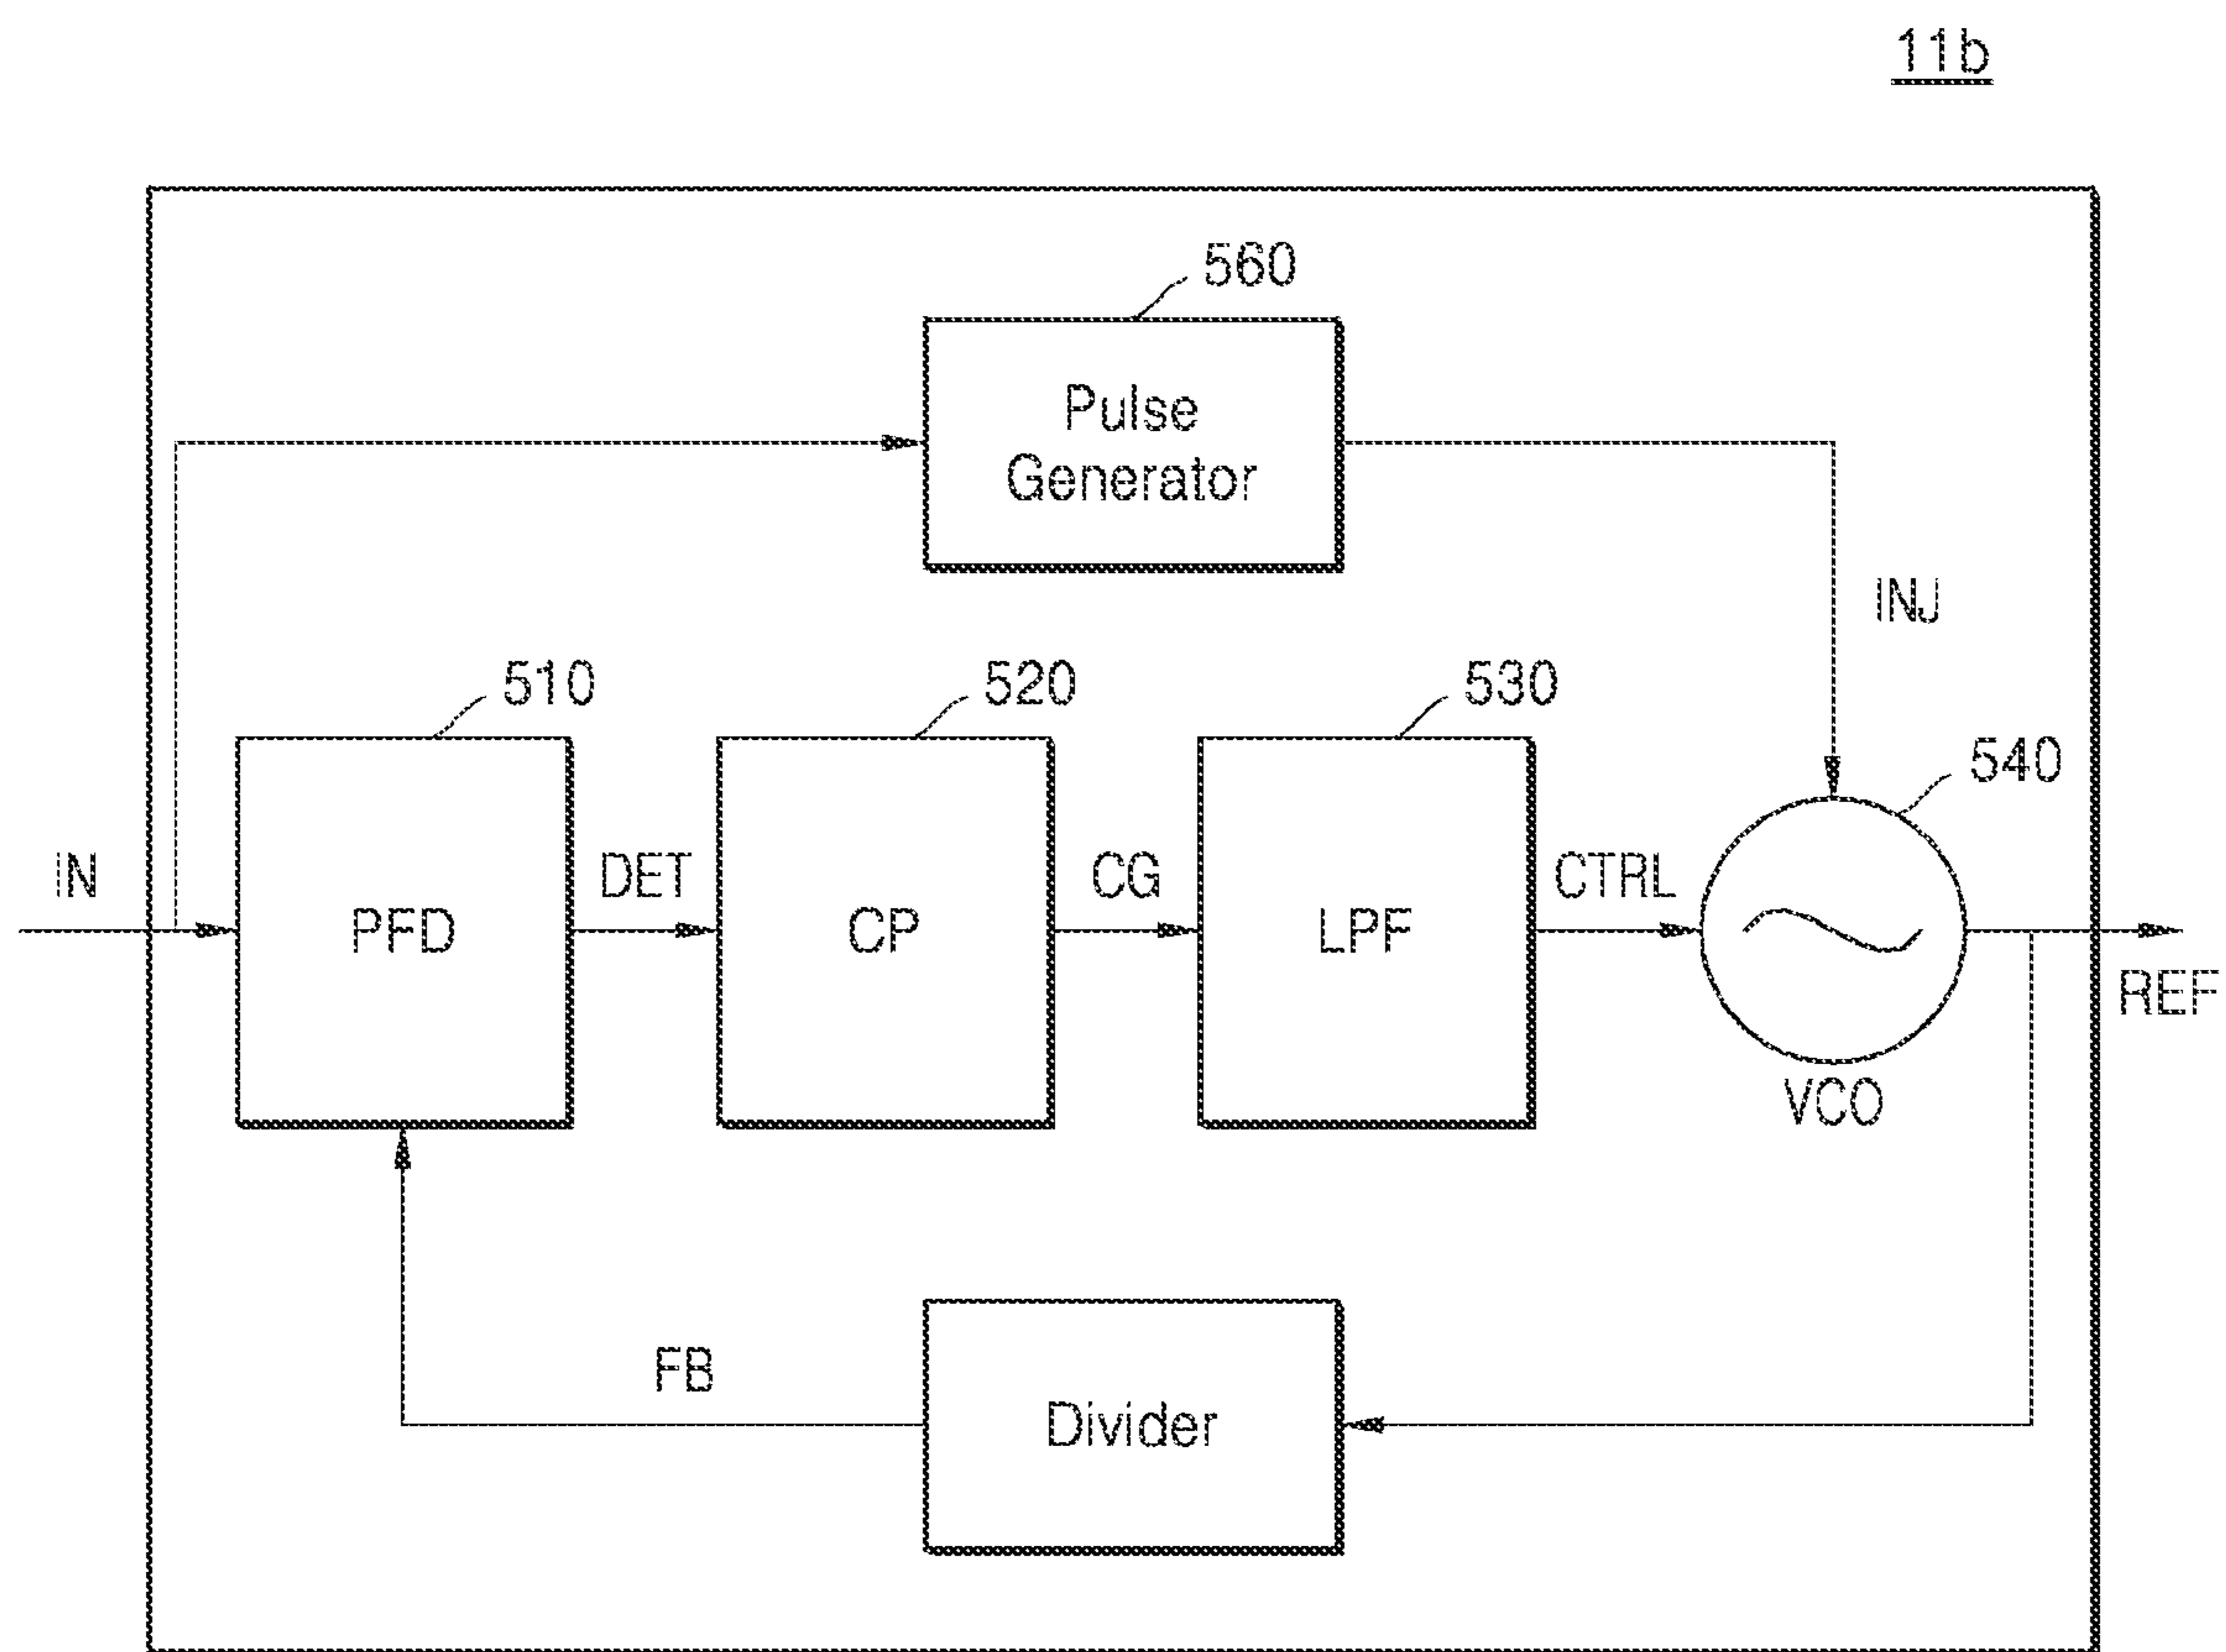 11b
560
Pulse
Generator
INJ
510
520
530
540
IN
PFD
DET
CP
CG
LPF
CTRL
VCO
REF
FB
Divider